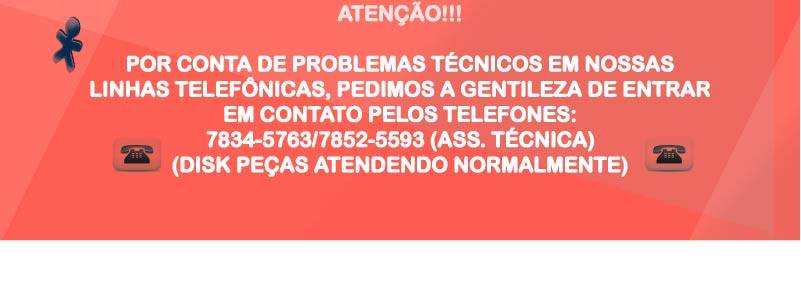 ATENÇÃO!!!
POR CONTA DE PROBLEMAS TÉCNICOS EM NOSSAS
LINHAS TELEFÔNICAS, PEDIMOS A GENTILEZA DE ENTRAR
EM CONTATO PELOS TELEFONES:
7834-5763/7852-5593 (ASS. TÉCNICA)
(DISK PEÇAS ATENDENDO NORMALMENTE)